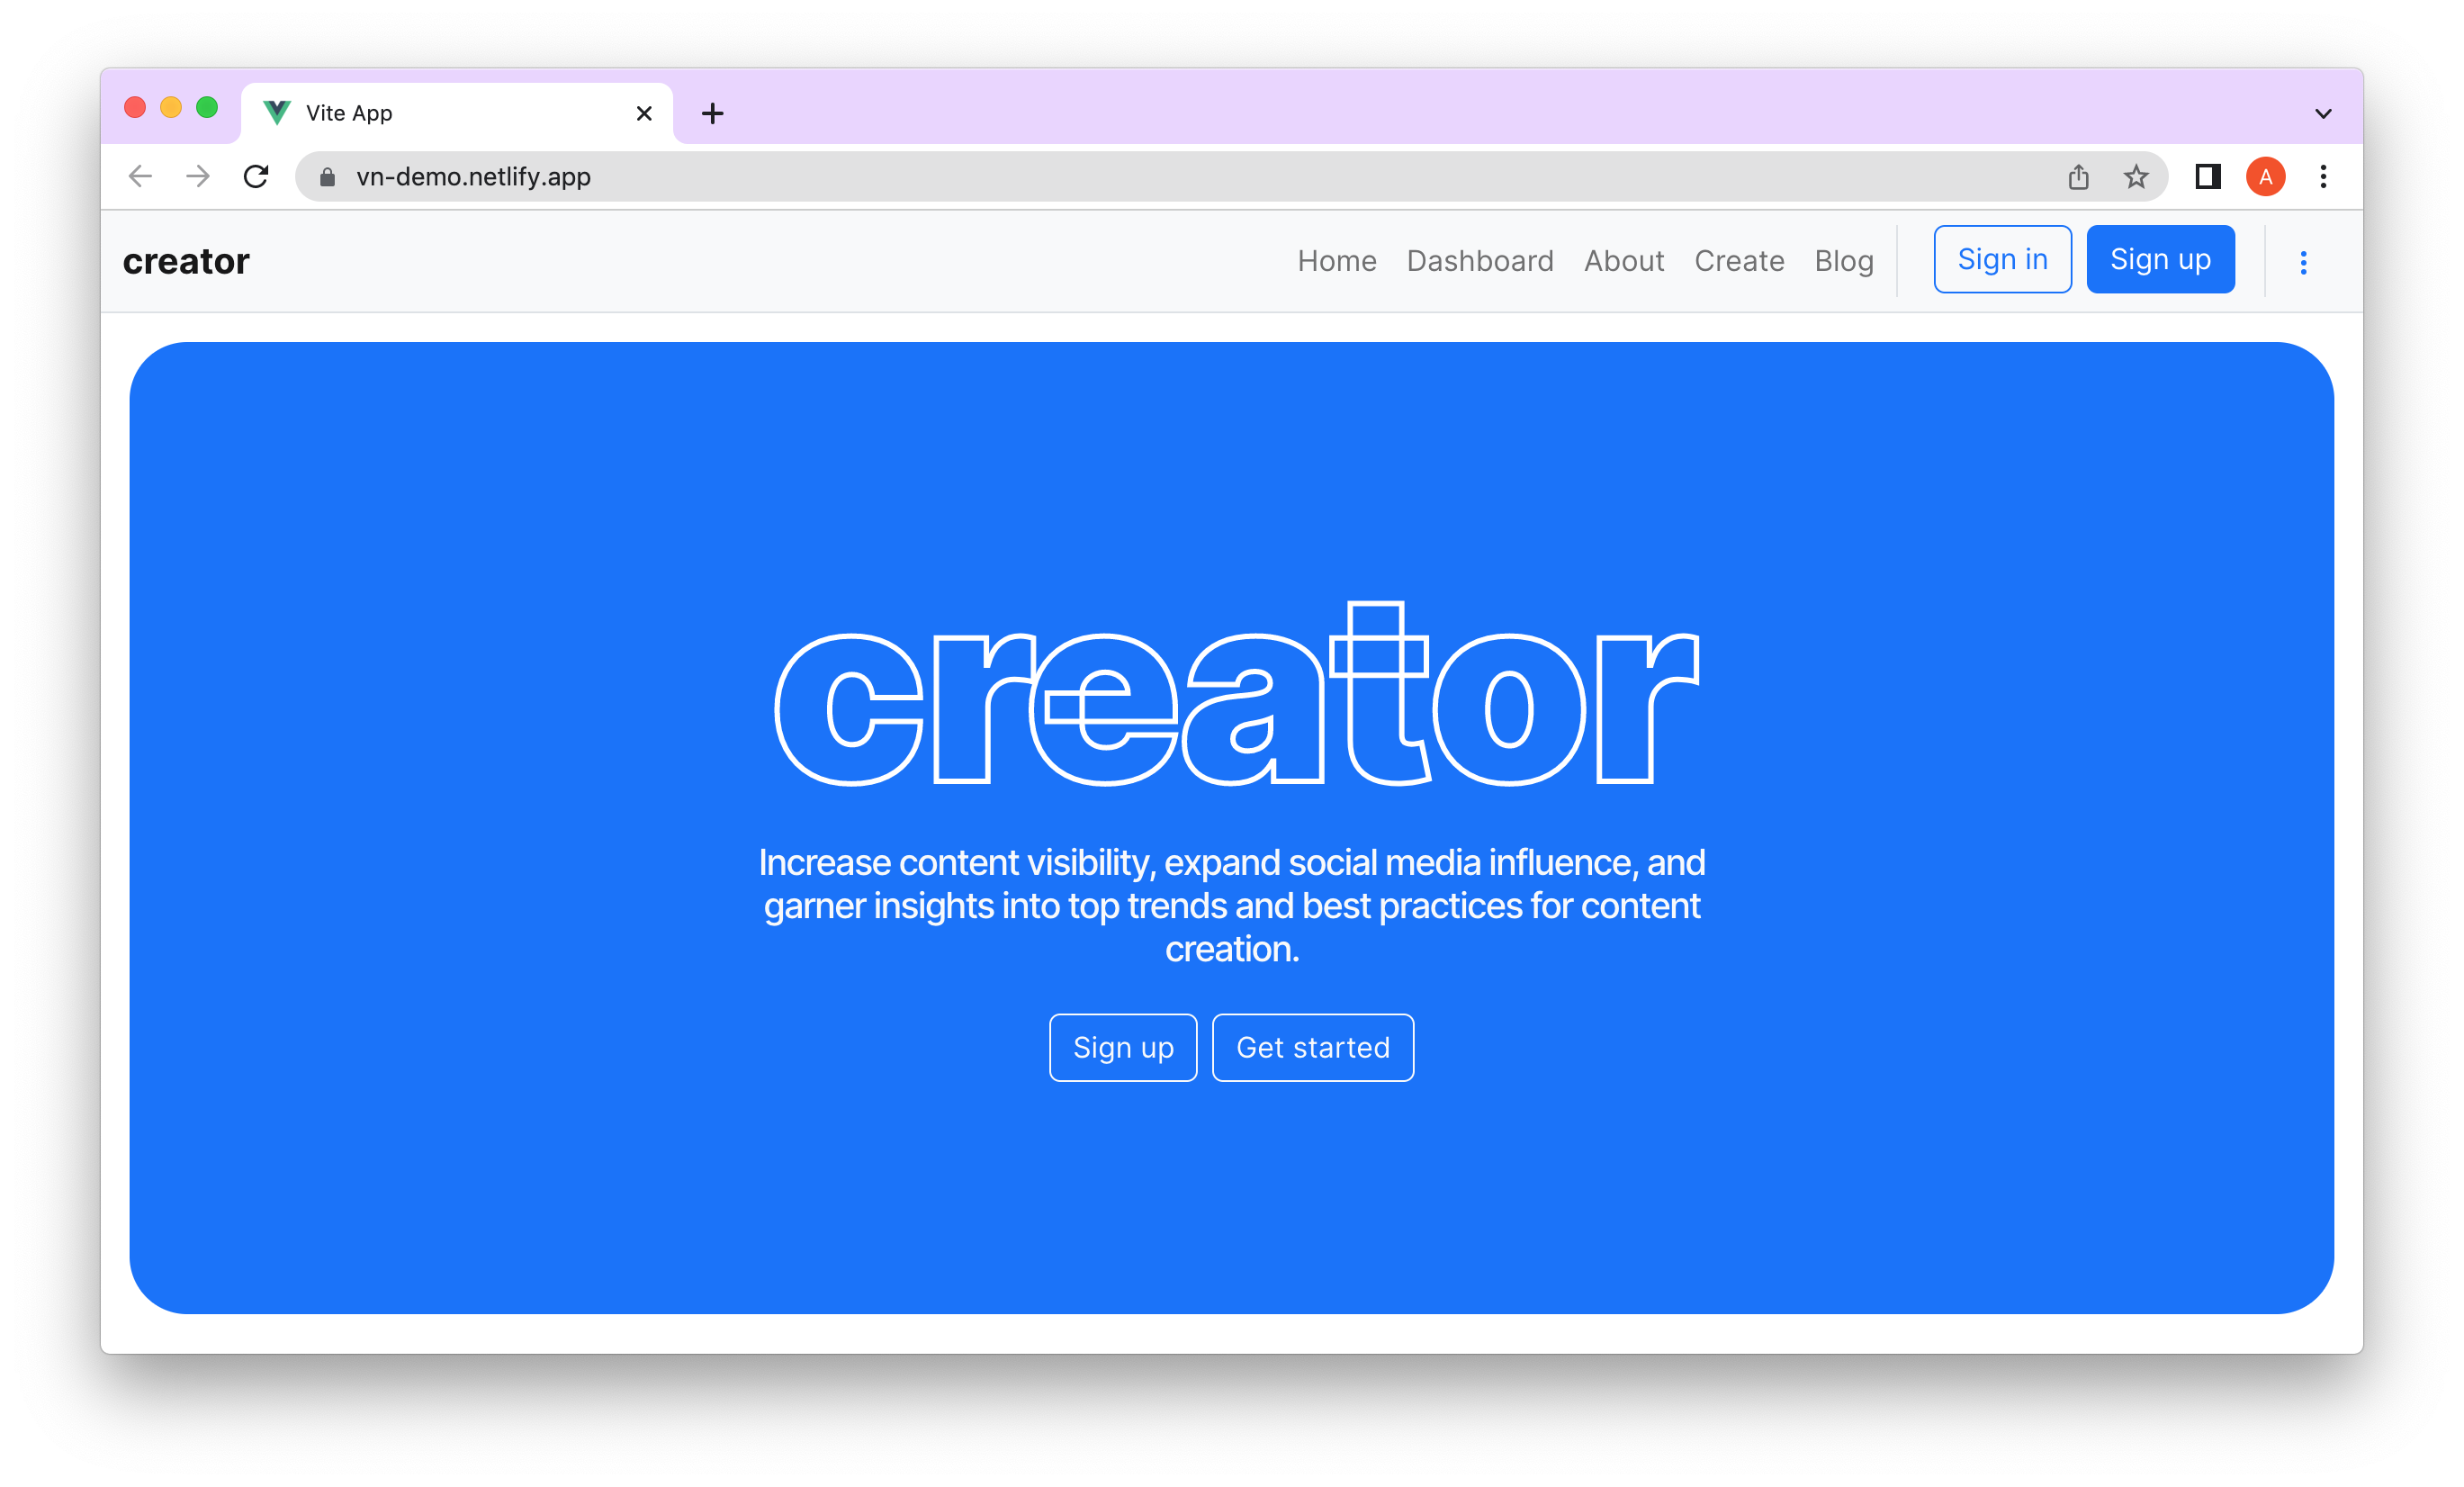 Vite App
vn-demo.netlify.app
A
creator
Home Dashboard About Create Blog Sign in Sign up
creator
Increase content visibility, expand social media influence, and
garner insights into top trends and best practices for content
creation.
Sign up Get started